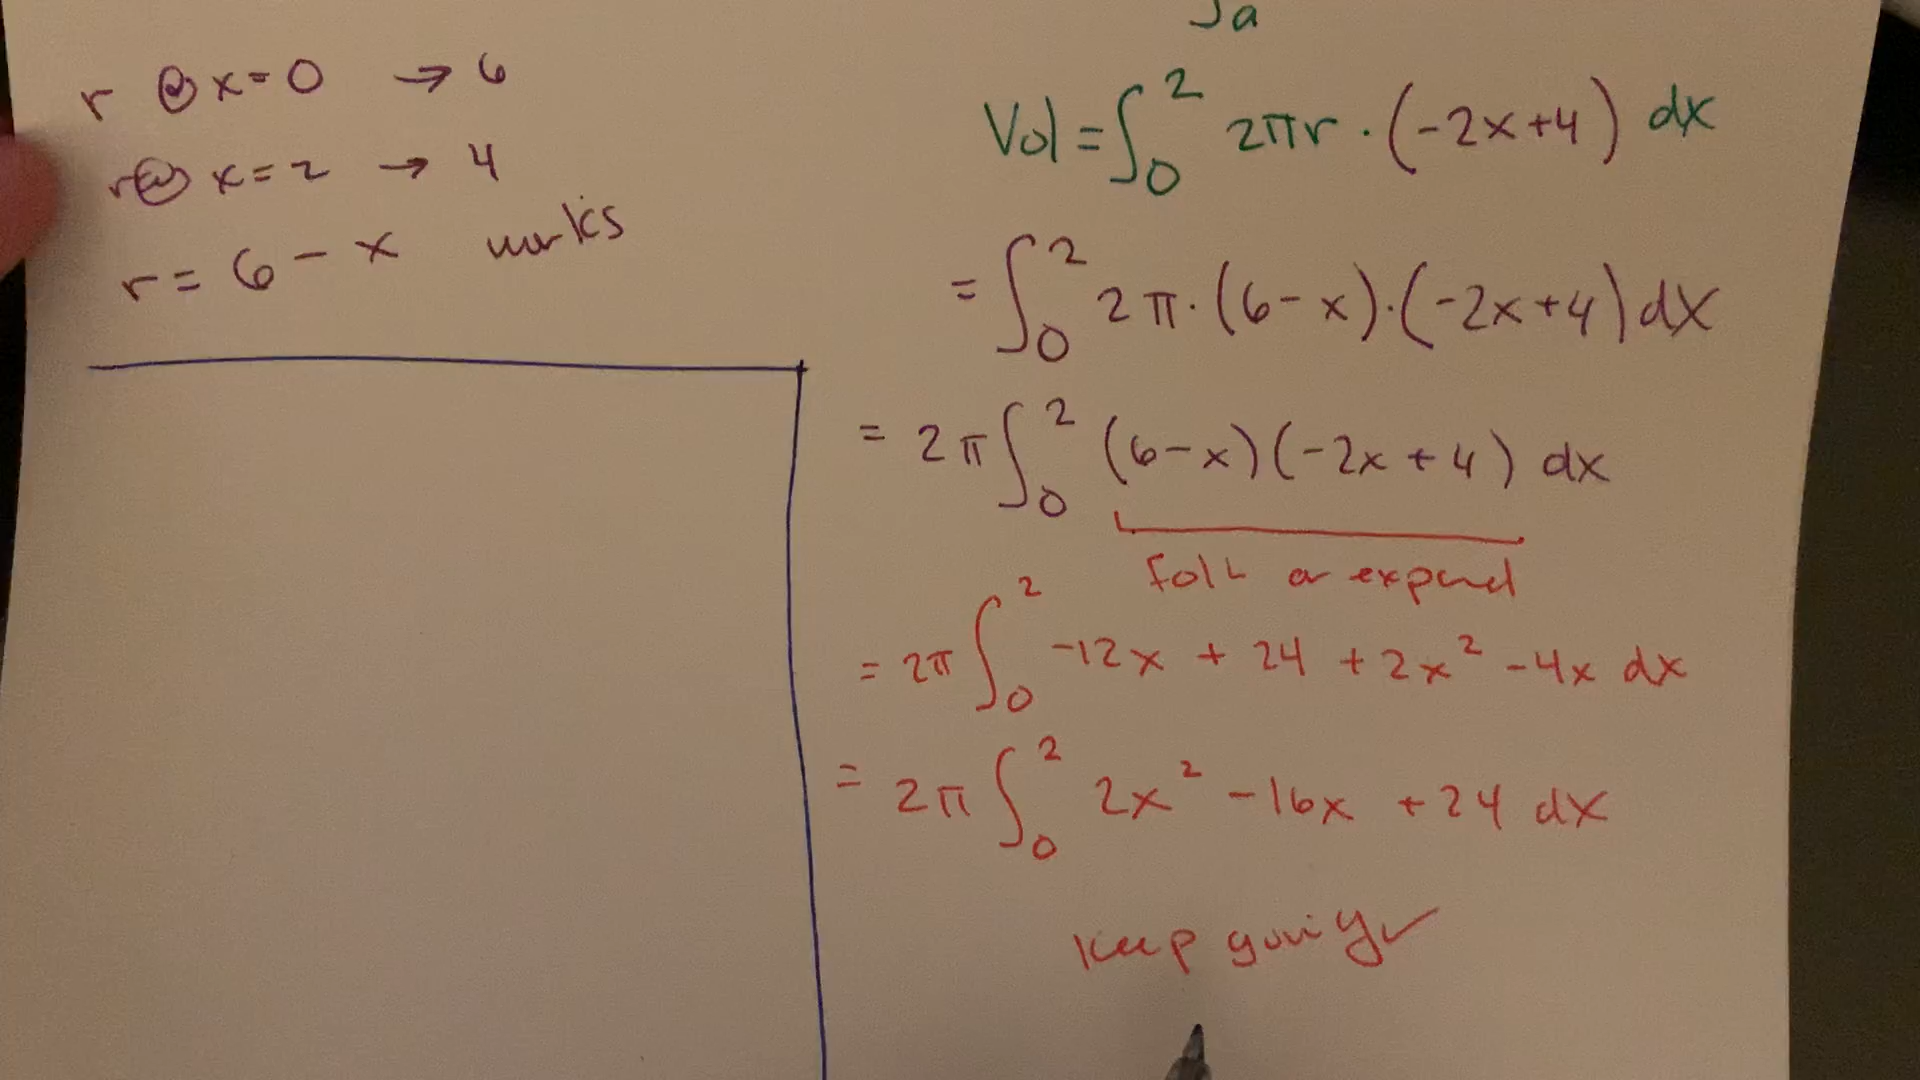 r @ x=0 → 6
r @ x=2 → 4
r = 6 - x works
∫a
Vol = ∫₀² 2πr · (-2x+4) dx
= ∫₀² 2π · (6-x) · (-2x+4) dx
= 2π ∫₀² (6-x)(-2x+4) dx
foil or expand
= 2π ∫₀² -12x + 24 + 2x² - 4x dx
= 2π ∫₀² 2x² - 16x + 24 dx
keep going